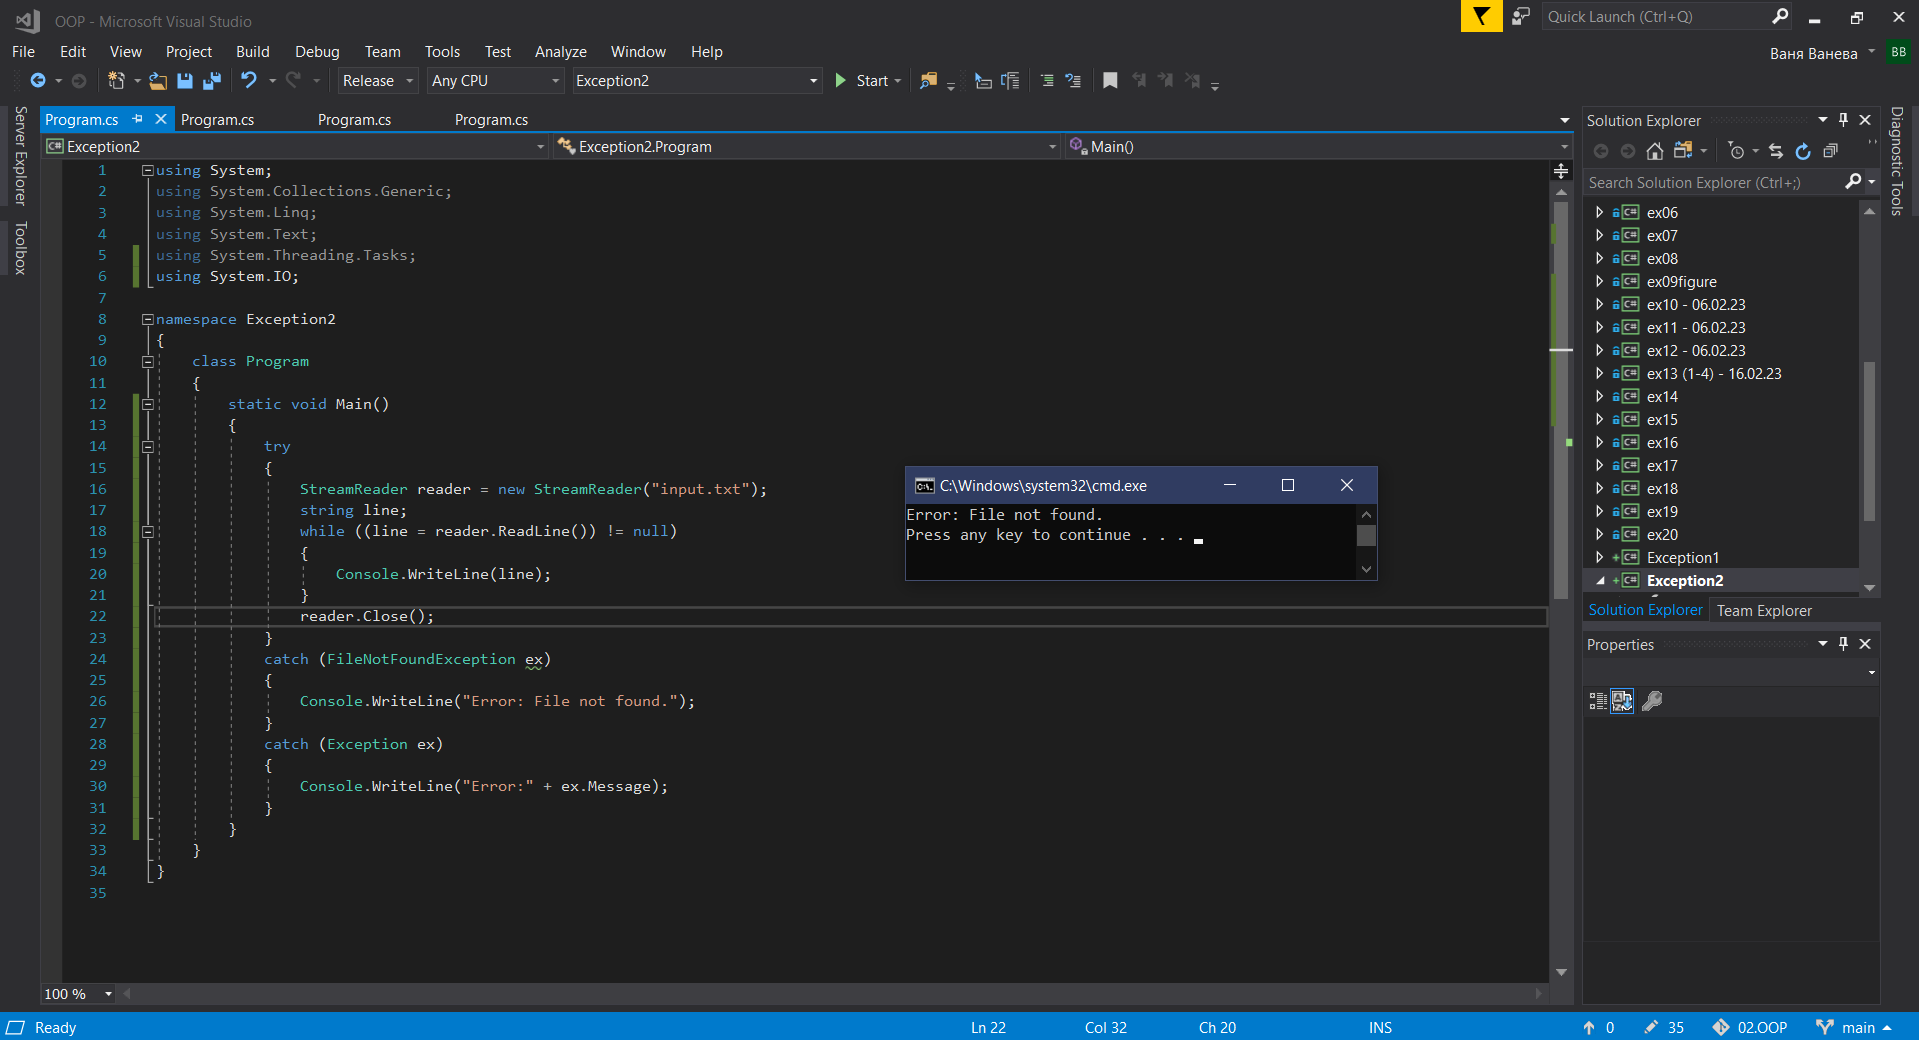 OOP - Microsoft Visual Studio
Quick Launch (Ctrl+Q)
File Edit View Project Build Debug Team Tools Test Analyze Window Help
Ваня Ванева BB
Release Any CPU Exception2 Start
Server Explorer
Toolbox
Program.cs Program.cs Program.cs Program.cs
C# Exception2 Exception2.Program Main()
1 using System;
2 using System.Collections.Generic;
3 using System.Linq;
4 using System.Text;
5 using System.Threading.Tasks;
6 using System.IO;
7
8 namespace Exception2
9 {
10 class Program
11 {
12 static void Main()
13 {
14 try
15 {
16 StreamReader reader = new StreamReader("input.txt");
17 string line;
18 while ((line = reader.ReadLine()) != null)
19 {
20 Console.WriteLine(line);
21 }
22 reader.Close();
23 }
24 catch (FileNotFoundException ex)
25 {
26 Console.WriteLine("Error: File not found.");
27 }
28 catch (Exception ex)
29 {
30 Console.WriteLine("Error:" + ex.Message);
31 }
32 }
33 }
34 }
35
100 %
C:\Windows\system32\cmd.exe
Error: File not found.
Press any key to continue . . .
Solution Explorer
Search Solution Explorer (Ctrl+;)
C# ex06
C# ex07
C# ex08
C# ex09figure
C# ex10 - 06.02.23
C# ex11 - 06.02.23
C# ex12 - 06.02.23
C# ex13 (1-4) - 16.02.23
C# ex14
C# ex15
C# ex16
C# ex17
C# ex18
C# ex19
C# ex20
+ C# Exception1
+ C# Exception2
Solution Explorer Team Explorer
Properties
Diagnostic Tools
Ready Ln 22 Col 32 Ch 20 INS 0 35 02.OOP main